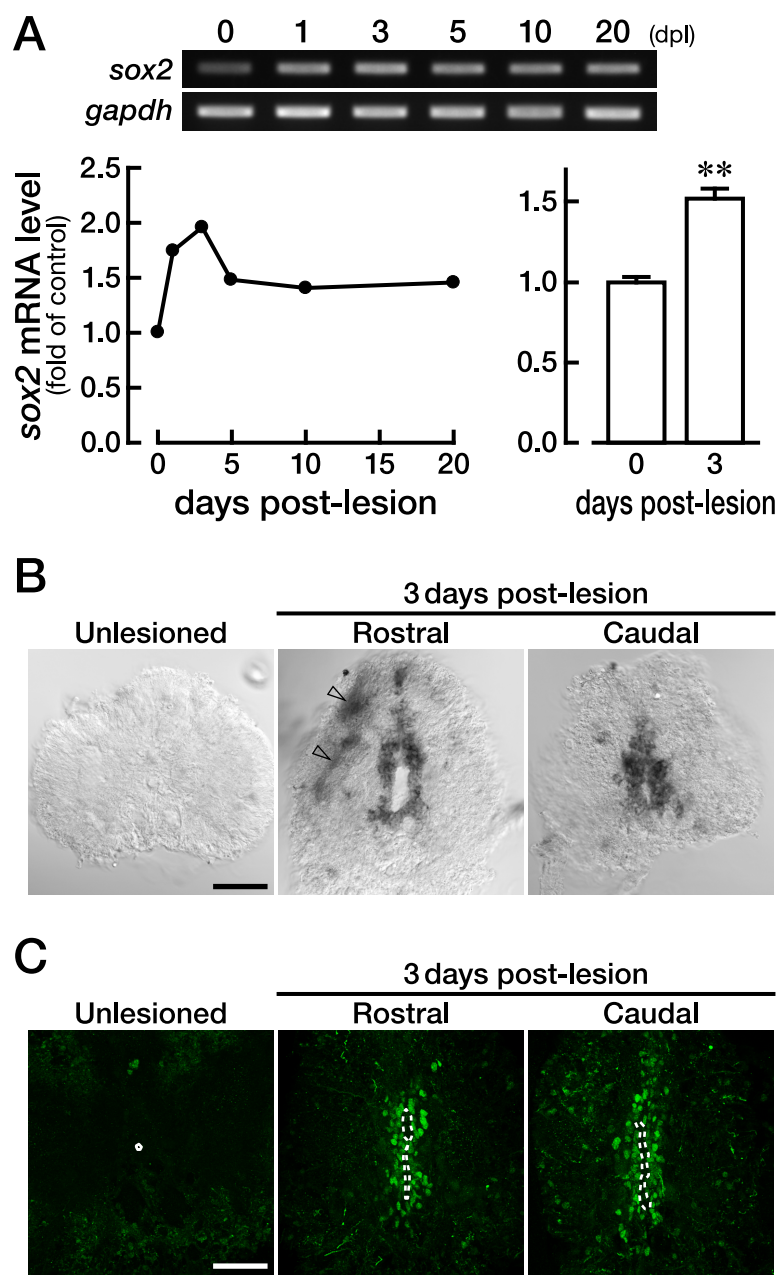 A
0 1 3 5 10 20 (dpl)
sox2
gapdh
sox2 mRNA level
(fold of control)
2.5
2.0
1.5
1.0
0.5
0.0
0 5 10 15 20
days post-lesion
**
1.5
1.0
0.5
0.0
0 3
days post-lesion
B
3 days post-lesion
Unlesioned Rostral Caudal
C
3 days post-lesion
Unlesioned Rostral Caudal